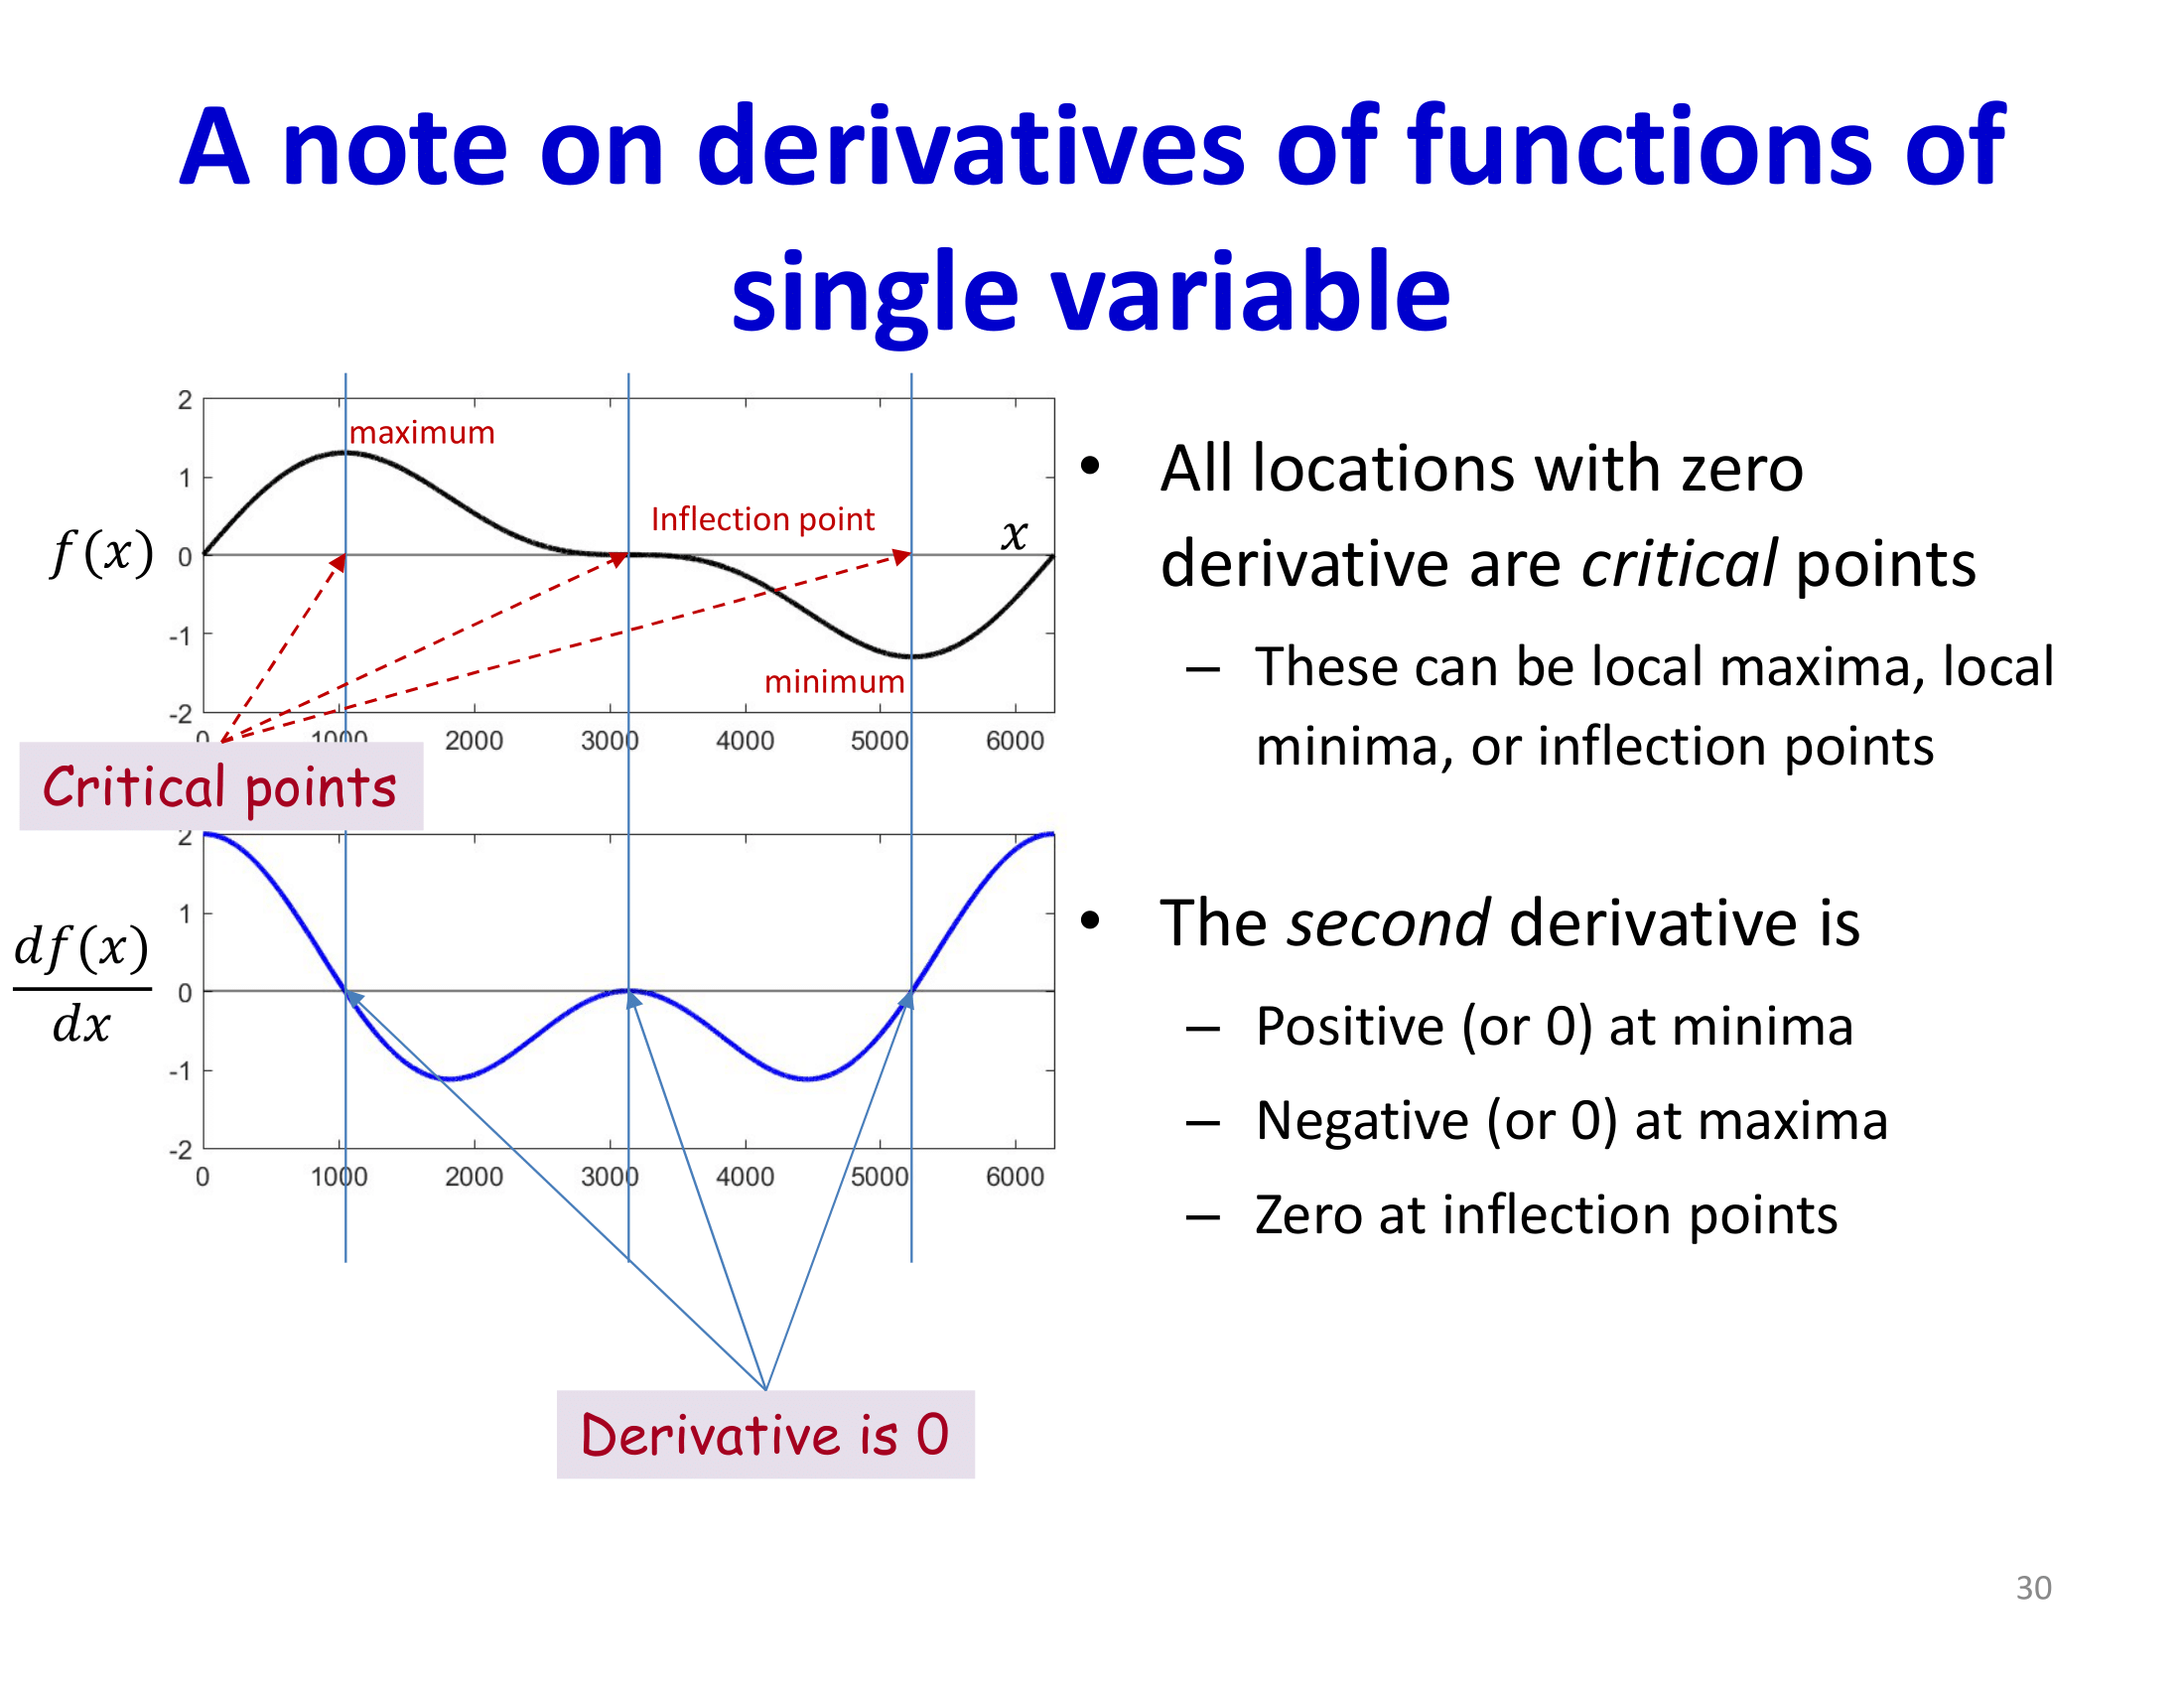 A note on derivatives of functions of
single variable
2
1
0
-1
-2
f(x)
maximum
Inflection point
x
minimum
0 1000 2000 3000 4000 5000 6000
Critical points
2
1
0
-1
-2
df(x)
dx
0 1000 2000 3000 4000 5000 6000
Derivative is 0
• All locations with zero
derivative are critical points
– These can be local maxima, local
minima, or inflection points
• The second derivative is
– Positive (or 0) at minima
– Negative (or 0) at maxima
– Zero at inflection points
30